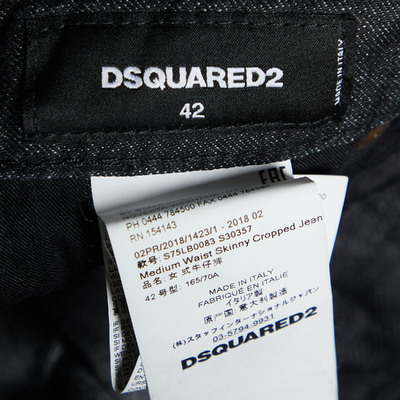 DSQUARED2
42
MADE IN ITALY
PH 0444 784500 FAX 0444
RN 154143
02PR/2018/1423/1 - 2018 02
款号: S75LB0083 S30357
Medium Waist Skinny Cropped Jean
品名: 女式牛仔裤
42 号型: 165/70A
MADE IN ITALY
FABRIQUÉ EN ITALIE
イタリア製
原产国 意大利製造
(株)スタッフインターナショナルジャパン
03-5794-9931
DSQUARED2
EAC